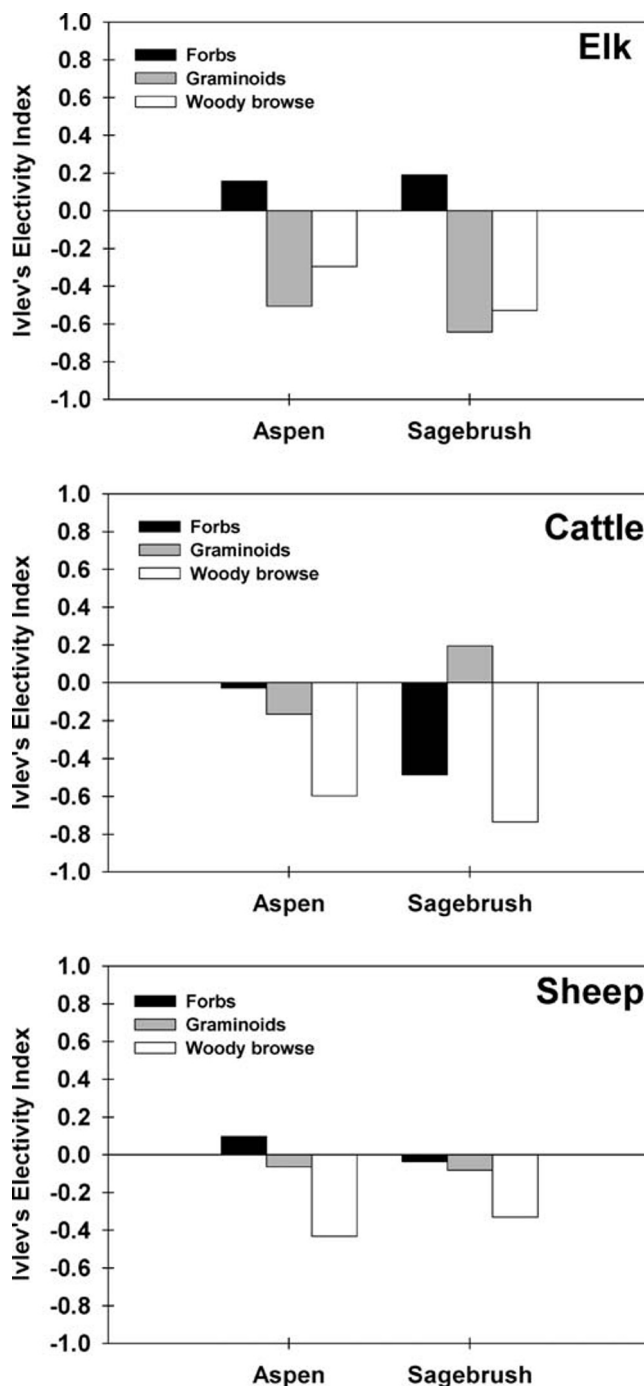 Elk
Ivlev's Electivity Index
1.0
0.8
0.6
0.4
0.2
0.0
-0.2
-0.4
-0.6
-0.8
-1.0
Forbs
Graminoids
Woody browse
Aspen Sagebrush
Cattle
Ivlev's Electivity Index
1.0
0.8
0.6
0.4
0.2
0.0
-0.2
-0.4
-0.6
-0.8
-1.0
Forbs
Graminoids
Woody browse
Aspen Sagebrush
Sheep
Ivlev's Electivity Index
1.0
0.8
0.6
0.4
0.2
0.0
-0.2
-0.4
-0.6
-0.8
-1.0
Forbs
Graminoids
Woody browse
Aspen Sagebrush